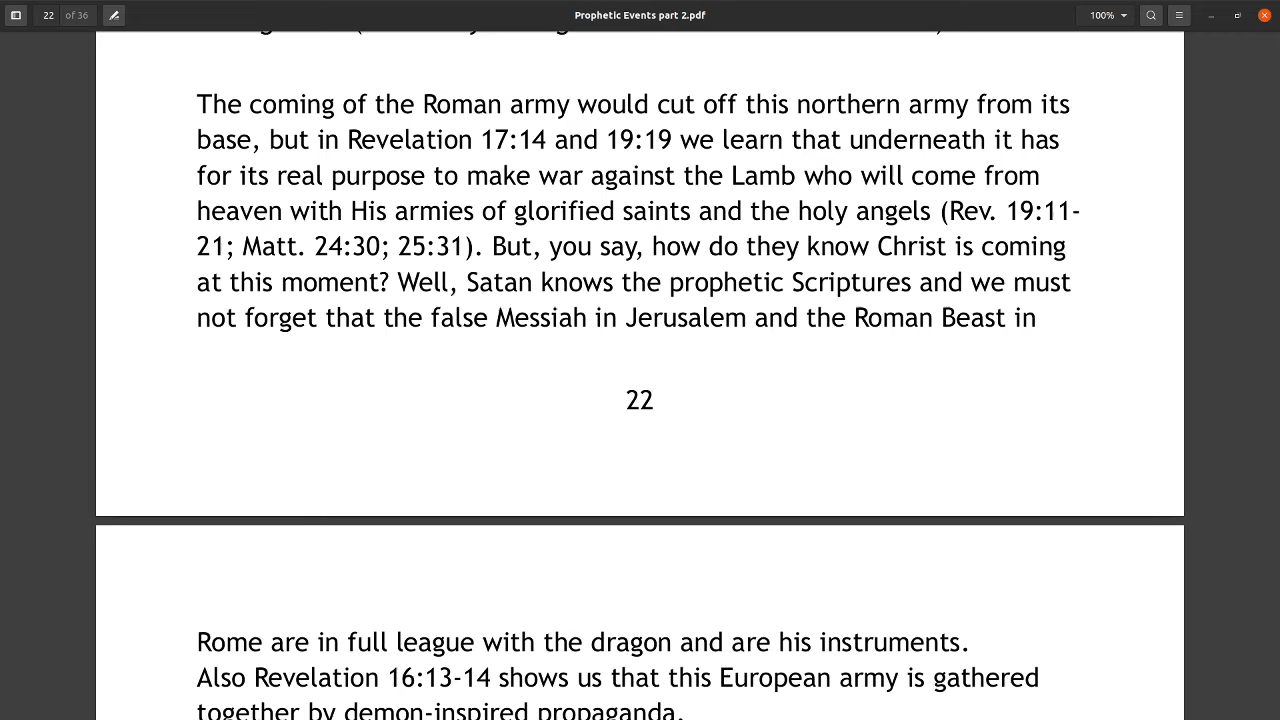 22 of 36
Prophetic Events part 2.pdf
100%
The coming of the Roman army would cut off this northern army from its
base, but in Revelation 17:14 and 19:19 we learn that underneath it has
for its real purpose to make war against the Lamb who will come from
heaven with His armies of glorified saints and the holy angels (Rev. 19:11-
21; Matt. 24:30; 25:31). But, you say, how do they know Christ is coming
at this moment? Well, Satan knows the prophetic Scriptures and we must
not forget that the false Messiah in Jerusalem and the Roman Beast in
22
Rome are in full league with the dragon and are his instruments.
Also Revelation 16:13-14 shows us that this European army is gathered
together by demon-inspired propaganda.